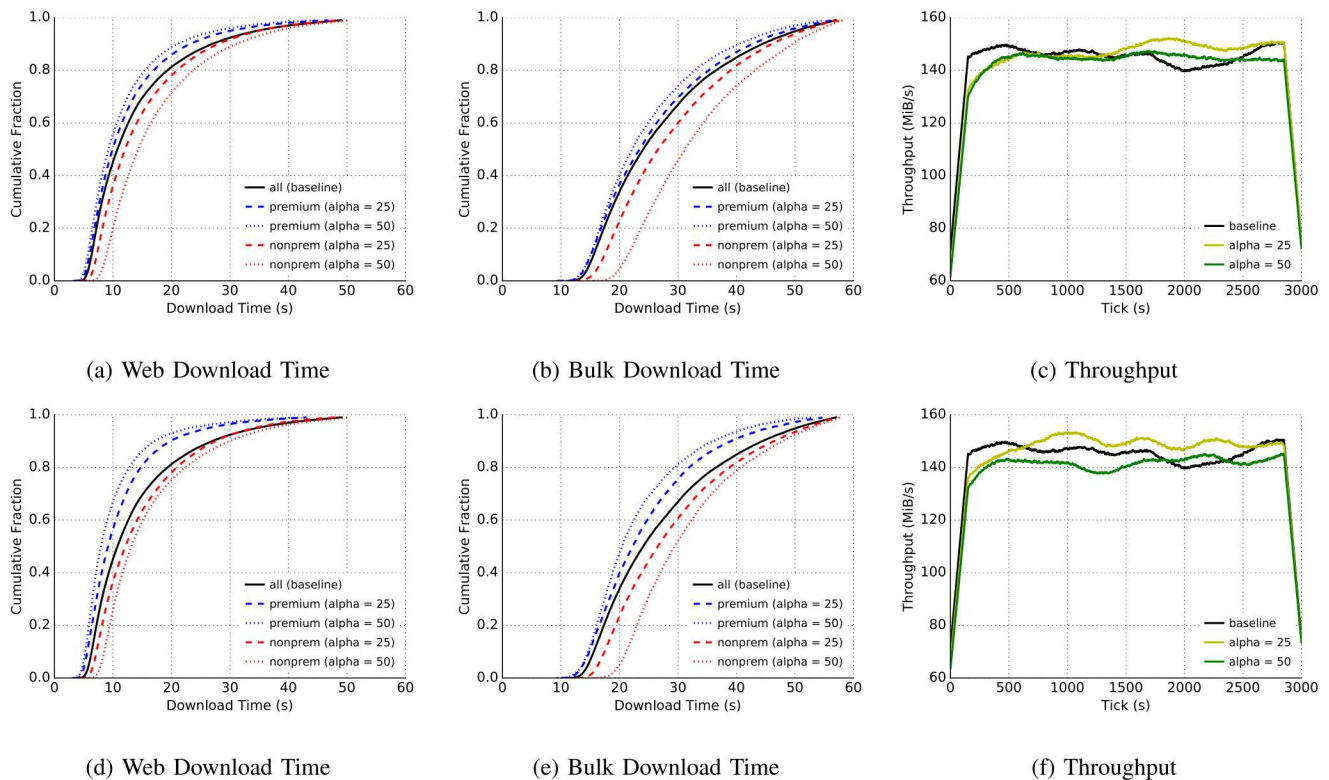 1.0
0.8
0.6
0.4
0.2
0.0
Cumulative Fraction
all (baseline)
premium (alpha = 25)
premium (alpha = 50)
nonprem (alpha = 25)
nonprem (alpha = 50)
0 10 20 30 40 50 60
Download Time (s)
(a) Web Download Time
1.0
0.8
0.6
0.4
0.2
0.0
Cumulative Fraction
all (baseline)
premium (alpha = 25)
premium (alpha = 50)
nonprem (alpha = 25)
nonprem (alpha = 50)
0 10 20 30 40 50 60
Download Time (s)
(b) Bulk Download Time
160
140
120
100
80
60
Throughput (MiB/s)
baseline
alpha = 25
alpha = 50
0 500 1000 1500 2000 2500 3000
Tick (s)
(c) Throughput
1.0
0.8
0.6
0.4
0.2
0.0
Cumulative Fraction
all (baseline)
premium (alpha = 25)
premium (alpha = 50)
nonprem (alpha = 25)
nonprem (alpha = 50)
0 10 20 30 40 50 60
Download Time (s)
(d) Web Download Time
1.0
0.8
0.6
0.4
0.2
0.0
Cumulative Fraction
all (baseline)
premium (alpha = 25)
premium (alpha = 50)
nonprem (alpha = 25)
nonprem (alpha = 50)
0 10 20 30 40 50 60
Download Time (s)
(e) Bulk Download Time
160
140
120
100
80
60
Throughput (MiB/s)
baseline
alpha = 25
alpha = 50
0 500 1000 1500 2000 2500 3000
Tick (s)
(f) Throughput